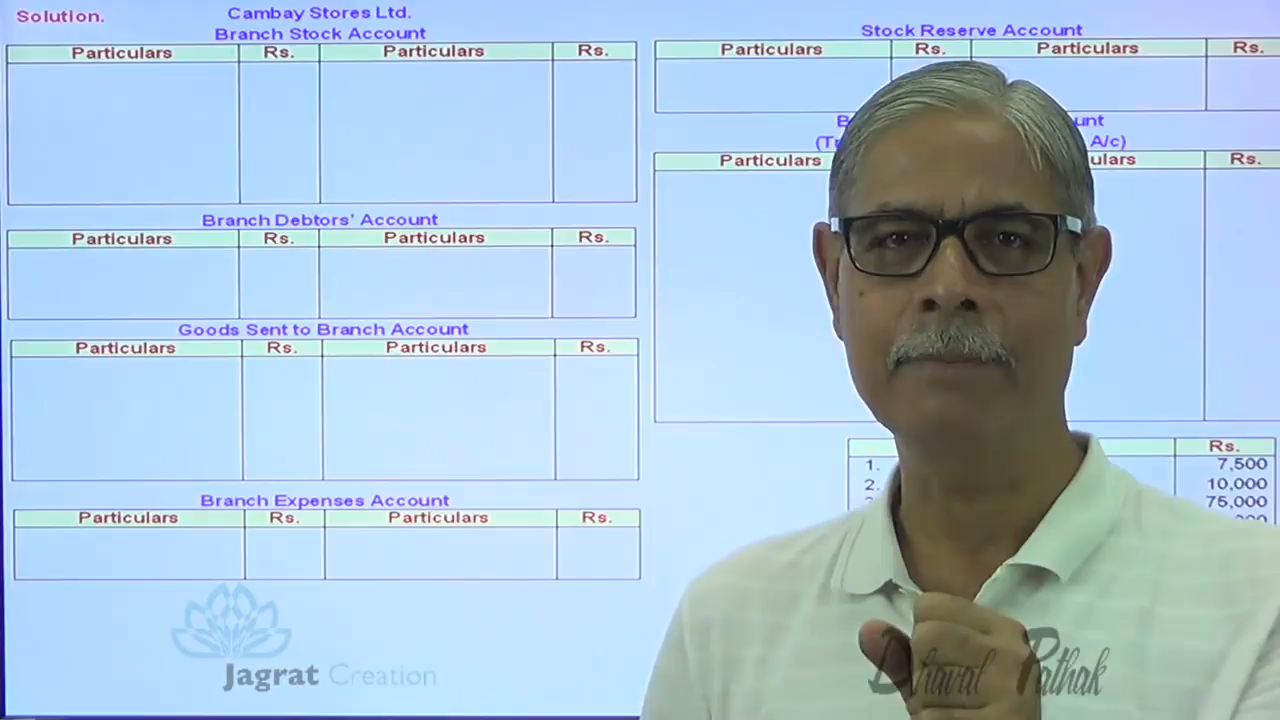 Solution.
Cambay Stores Ltd.
Branch Stock Account
Particulars Rs. Particulars Rs.
Branch Debtors' Account
Particulars Rs. Particulars Rs.
Goods Sent to Branch Account
Particulars Rs. Particulars Rs.
Branch Expenses Account
Particulars Rs. Particulars Rs.
Stock Reserve Account
Particulars Rs. Particulars Rs.
A/c)
Particulars Rs.
Rs.
1. 7,500
2. 10,000
75,000
Jagrat Creation
Dhaval Pathak